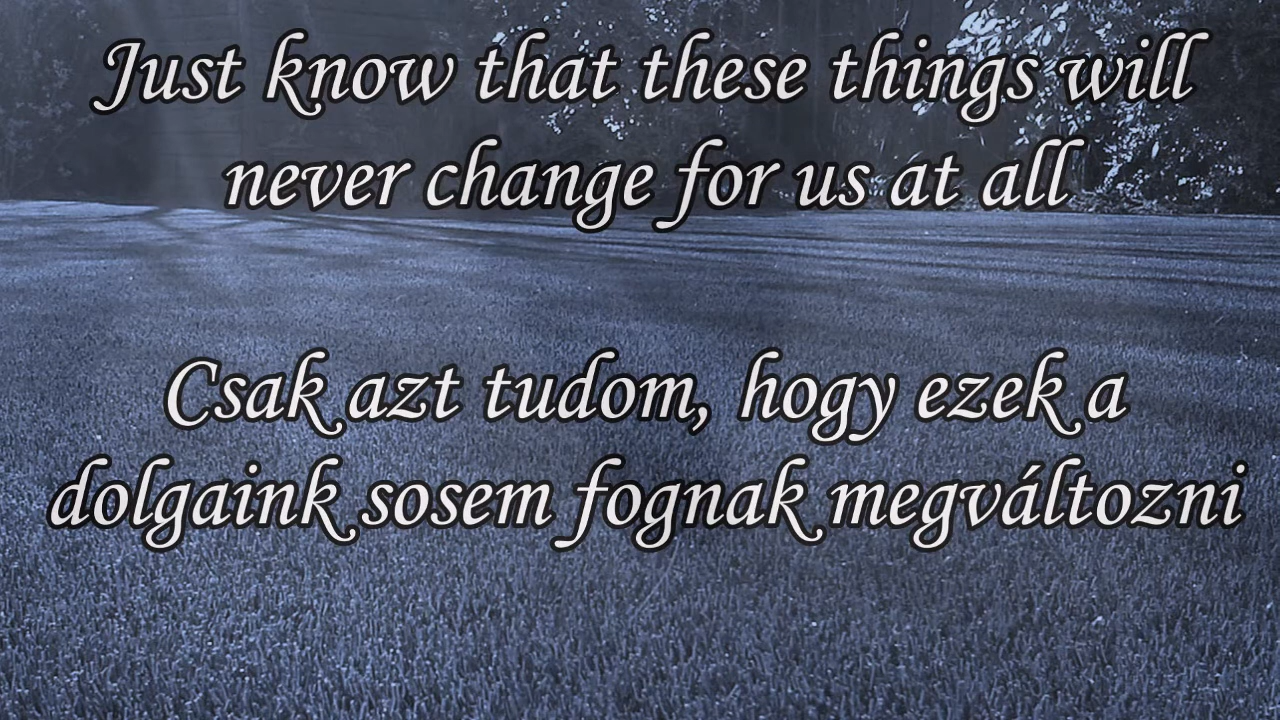 Just know that these things will
never change for us at all
Csak azt tudom, hogy ezek a
dolgaink sosem fognak megváltozni